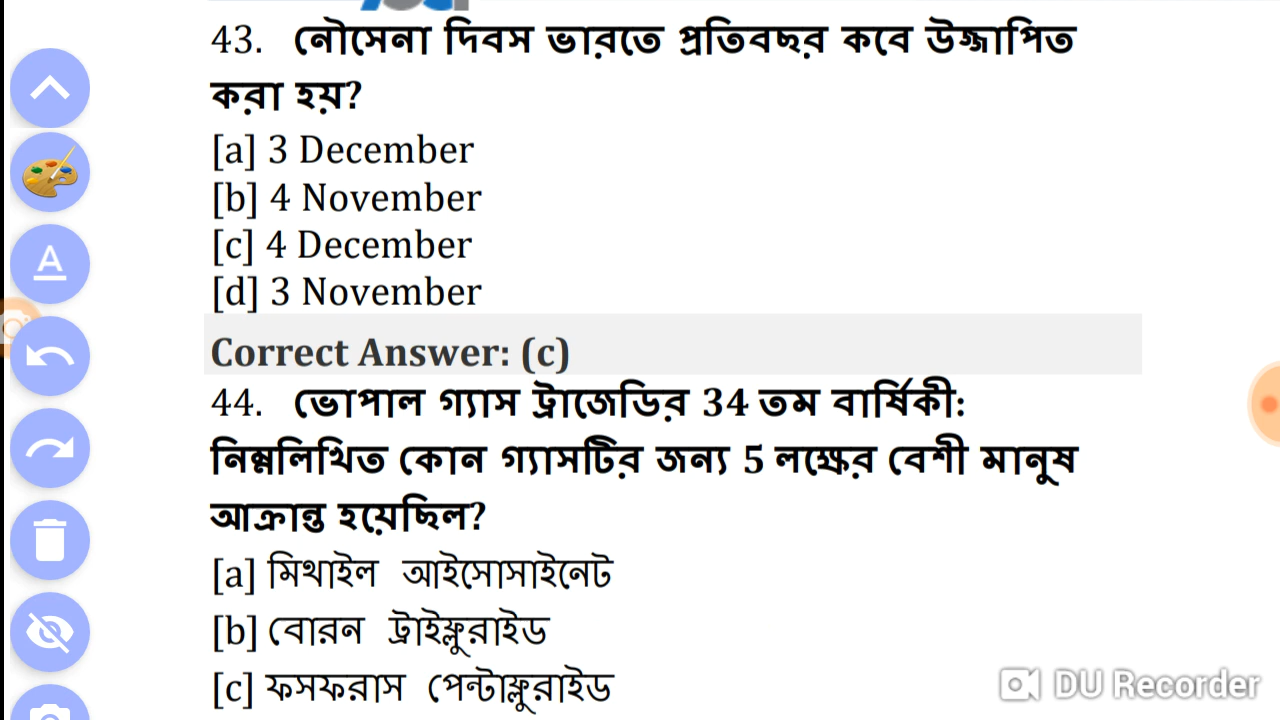 43. নৌসেনা দিবস ভারতে প্রতিবছর কবে উজ্জাপিত
করা হয়?
[a] 3 December
[b] 4 November
[c] 4 December
[d] 3 November
Correct Answer: (c)
44. ভোপাল গ্যাস ট্রাজেডির 34 তম বার্ষিকী:
নিম্নলিখিত কোন গ্যাসটির জন্য 5 লক্ষের বেশী মানুষ
আক্রান্ত হয়েছিল?
[a] মিথাইল আইসোসাইনেট
[b] বোরন ট্রাইফ্লুরাইড
[c] ফসফরাস পেন্টাফ্লুরাইড
A
DU Recorder